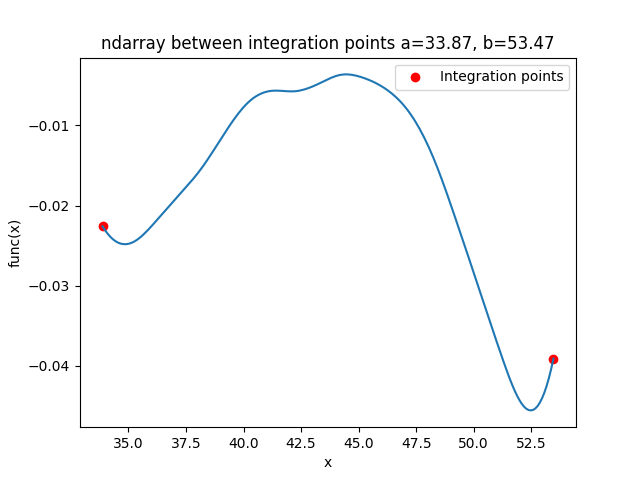 ndarray between integration points a=33.87, b=53.47
Integration points
func(x)
−0.01
−0.02
−0.03
−0.04
35.0 37.5 40.0 42.5 45.0 47.5 50.0 52.5
x